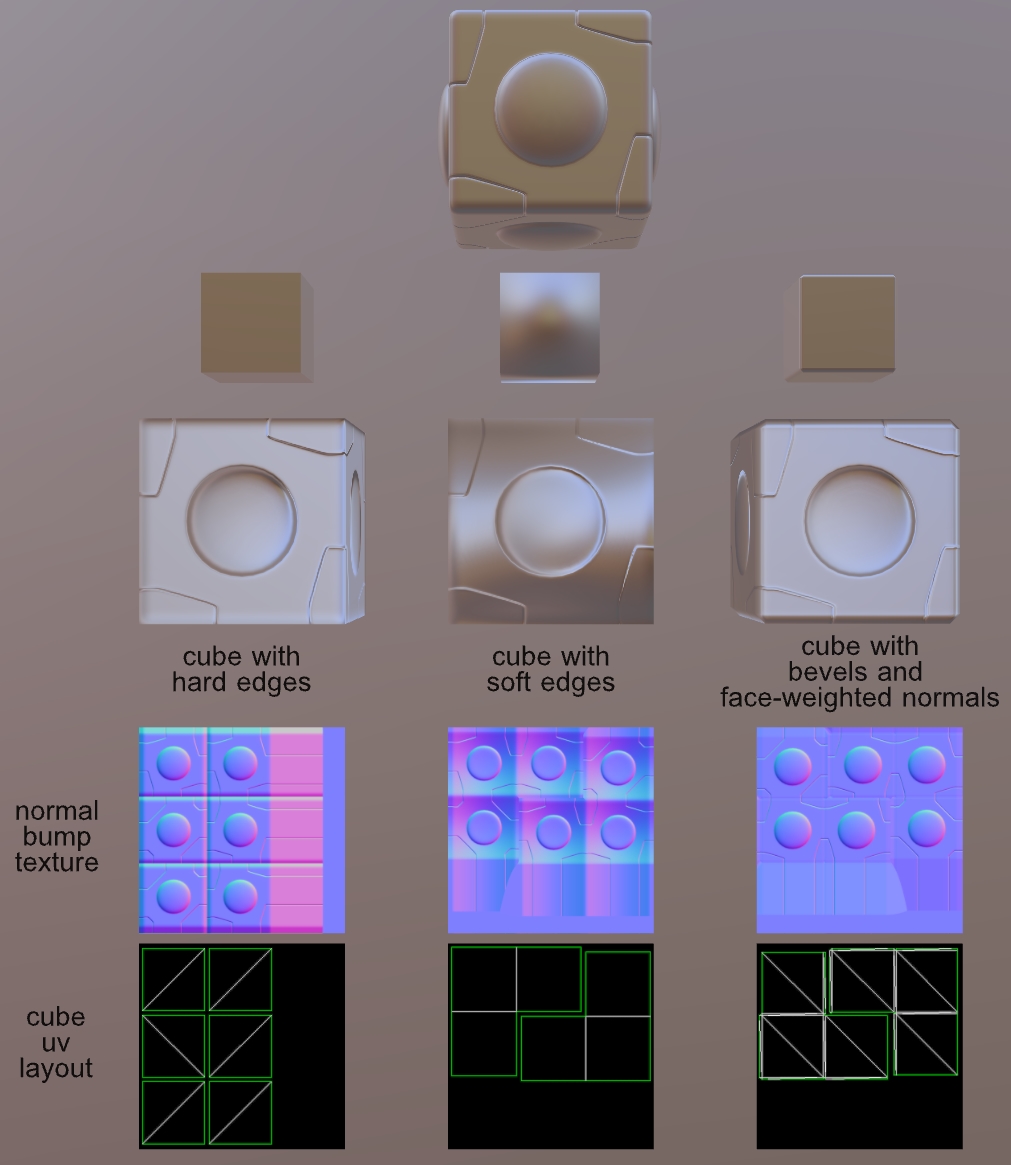 cube with
hard edges
cube with
soft edges
cube with
bevels and
face-weighted normals
normal
bump
texture
cube
uv
layout